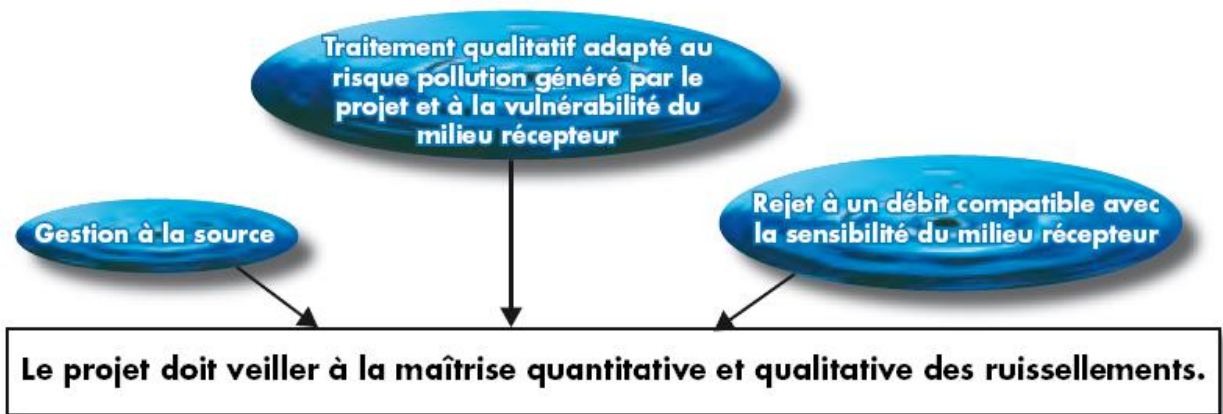 Traitement qualitatif adapté au
risque pollution généré par le
projet et à la vulnérabilité du
milieu récepteur
Gestion à la source
Rejet à un débit compatible avec
la sensibilité du milieu récepteur
Le projet doit veiller à la maîtrise quantitative et qualitative des ruissellements.